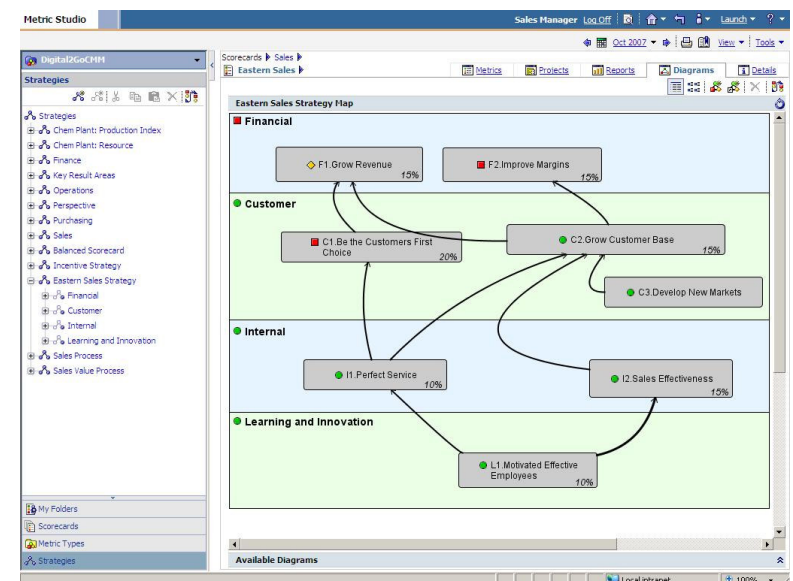 Metric Studio
Sales Manager Log Off Launch ?
Oct 2007 View Tools
Digital2GoCMM
Strategies
Strategies
Chem Plant: Production Index
Chem Plant: Resource
Finance
Key Result Areas
Operations
Perspective
Purchasing
Sales
Balanced Scorecard
Incentive Strategy
Eastern Sales Strategy
Financial
Customer
Internal
Learning and Innovation
Sales Process
Sales Value Process
My Folders
Scorecards
Metric Types
Strategies
Scorecards Sales
Eastern Sales
Metrics Projects Reports Diagrams Details
Eastern Sales Strategy Map
Financial
F1.Grow Revenue
15%
F2.Improve Margins
15%
Customer
C1.Be the Customers First
Choice
20%
C2.Grow Customer Base
15%
C3.Develop New Markets
Internal
I1.Perfect Service
10%
I2.Sales Effectiveness
15%
Learning and Innovation
L1.Motivated Effective
Employees
10%
Available Diagrams
Local intranet 100%